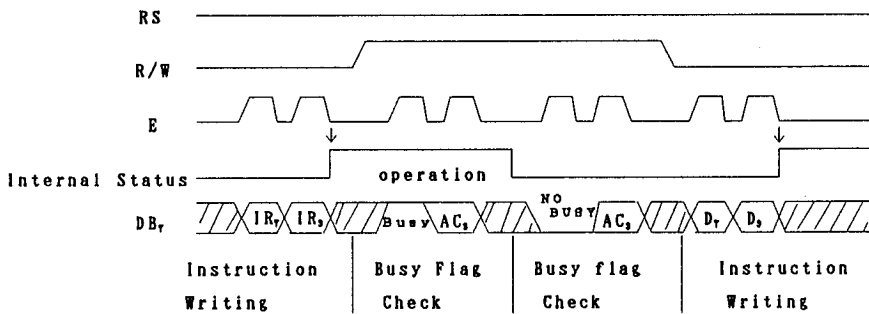 RS
R/W
E
Internal Status
operation
DB₇ IR₇ IR₃ Busy AC₃ NO BUSY AC₃ D₇ D₃
Instruction Writing
Busy Flag Check
Busy flag Check
Instruction Writing